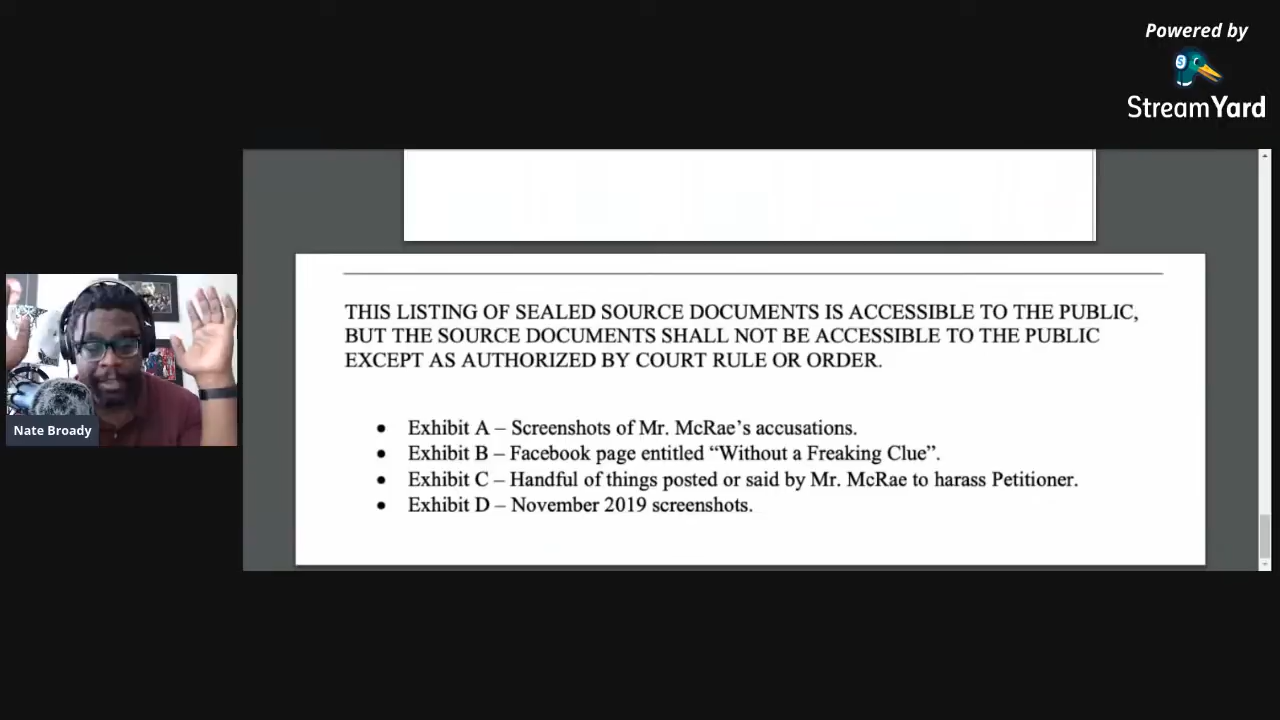 Powered by
StreamYard
THIS LISTING OF SEALED SOURCE DOCUMENTS IS ACCESSIBLE TO THE PUBLIC,
BUT THE SOURCE DOCUMENTS SHALL NOT BE ACCESSIBLE TO THE PUBLIC
EXCEPT AS AUTHORIZED BY COURT RULE OR ORDER.
• Exhibit A – Screenshots of Mr. McRae’s accusations.
• Exhibit B – Facebook page entitled “Without a Freaking Clue”.
• Exhibit C – Handful of things posted or said by Mr. McRae to harass Petitioner.
• Exhibit D – November 2019 screenshots.
Nate Broady